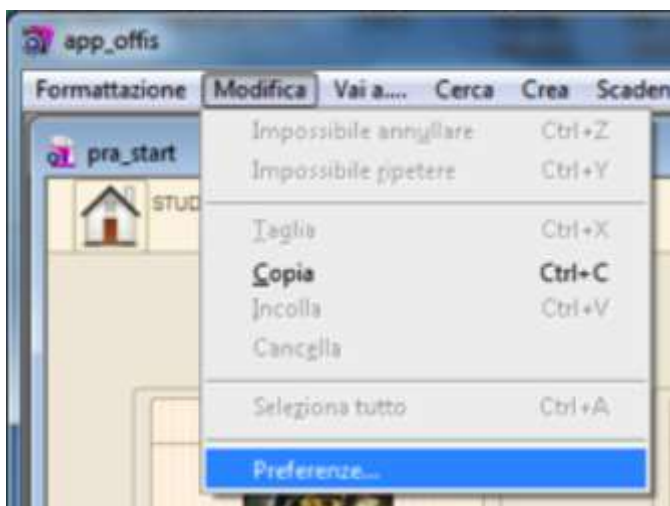 app_offis
Formattazione Modifica Vai a.... Cerca Crea Scaden
pra_start
STUD
Impossibile annullare Ctrl+Z
Impossibile ripetere Ctrl+Y
Taglia Ctrl+X
Copia Ctrl+C
Incolla Ctrl+V
Cancella
Seleziona tutto Ctrl+A
Preferenze...